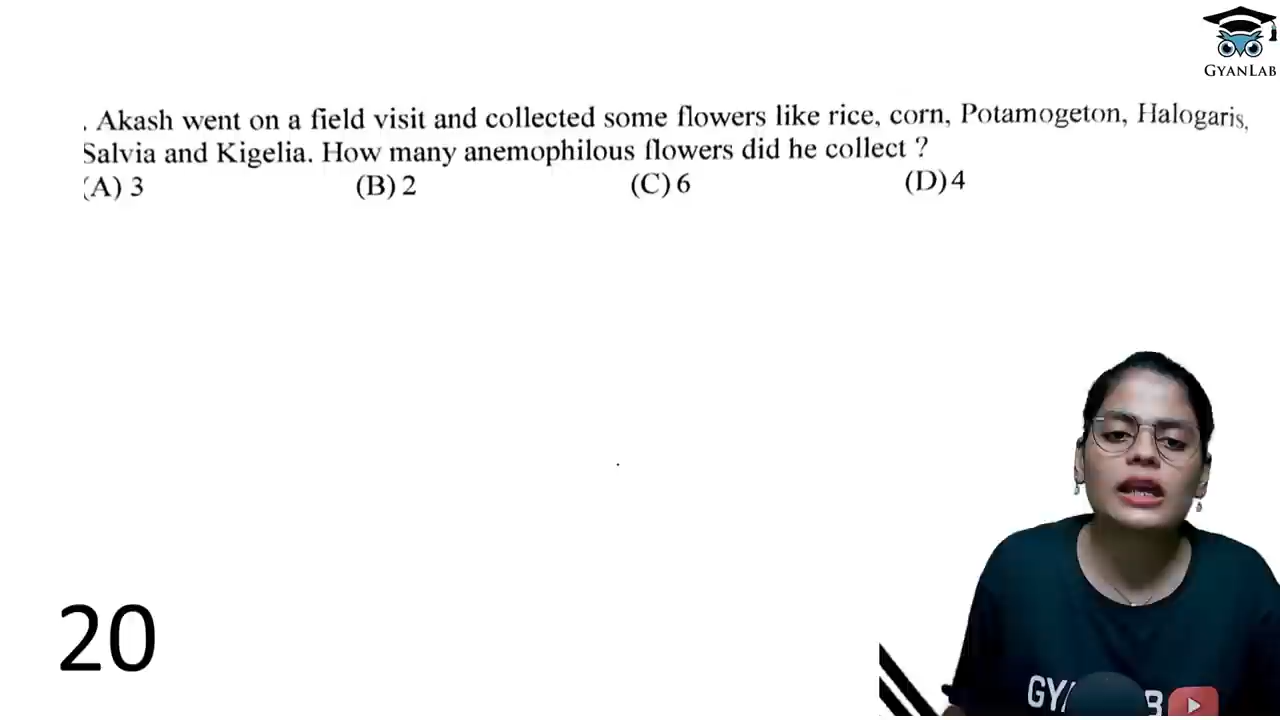 GYANLAB
. Akash went on a field visit and collected some flowers like rice, corn, Potamogeton, Halogaris,
Salvia and Kigelia. How many anemophilous flowers did he collect ?
(A) 3 (B) 2 (C) 6 (D) 4
20